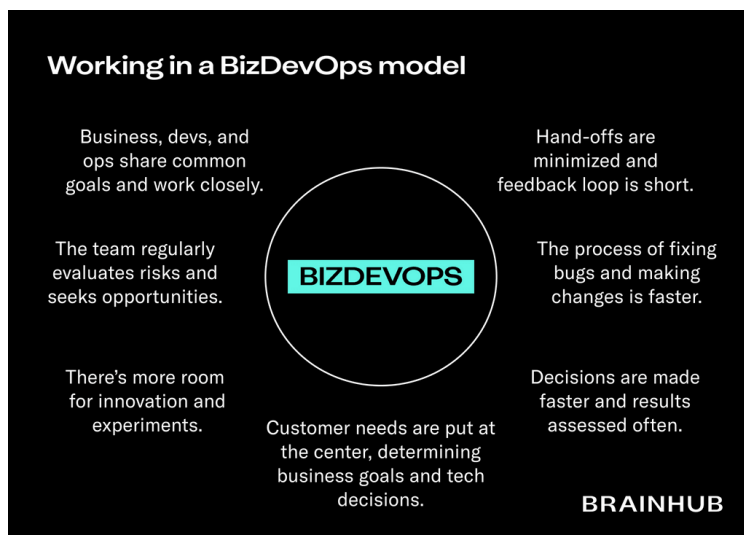 Working in a BizDevOps model
Business, devs, and
ops share common
goals and work closely.
Hand-offs are
minimized and
feedback loop is short.
The team regularly
evaluates risks and
seeks opportunities.
BIZDEVOPS
The process of fixing
bugs and making
changes is faster.
There’s more room
for innovation and
experiments.
Customer needs are put at
the center, determining
business goals and tech
decisions.
Decisions are made
faster and results
assessed often.
BRAINHUB